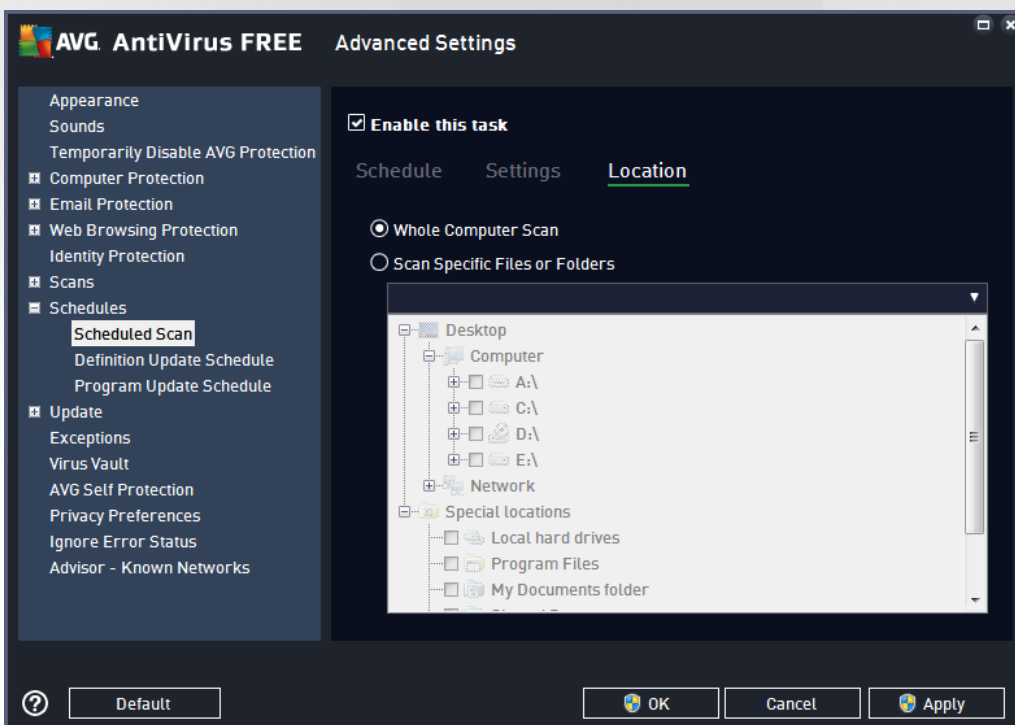 AVG. AntiVirus FREE Advanced Settings
Appearance
Sounds
Temporarily Disable AVG Protection
Computer Protection
Email Protection
Web Browsing Protection
Identity Protection
Scans
Schedules
Scheduled Scan
Definition Update Schedule
Program Update Schedule
Update
Exceptions
Virus Vault
AVG Self Protection
Privacy Preferences
Ignore Error Status
Advisor - Known Networks
Enable this task
Schedule Settings Location
Whole Computer Scan
Scan Specific Files or Folders
Desktop
Computer
A:\
C:\
D:\
E:\
Network
Special locations
Local hard drives
Program Files
My Documents folder
? Default OK Cancel Apply